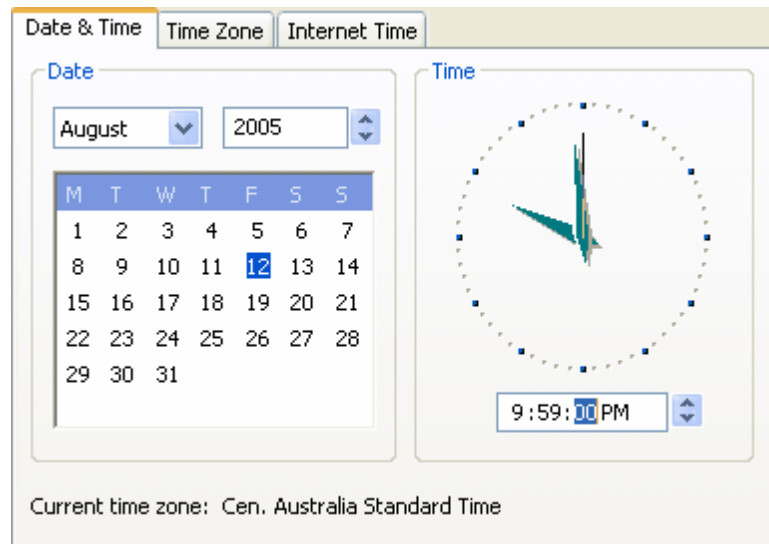 Date & Time Time Zone Internet Time
Date
August 2005
M T W T F S S
1 2 3 4 5 6 7
8 9 10 11 12 13 14
15 16 17 18 19 20 21
22 23 24 25 26 27 28
29 30 31
Time
9:59:00 PM
Current time zone: Cen. Australia Standard Time